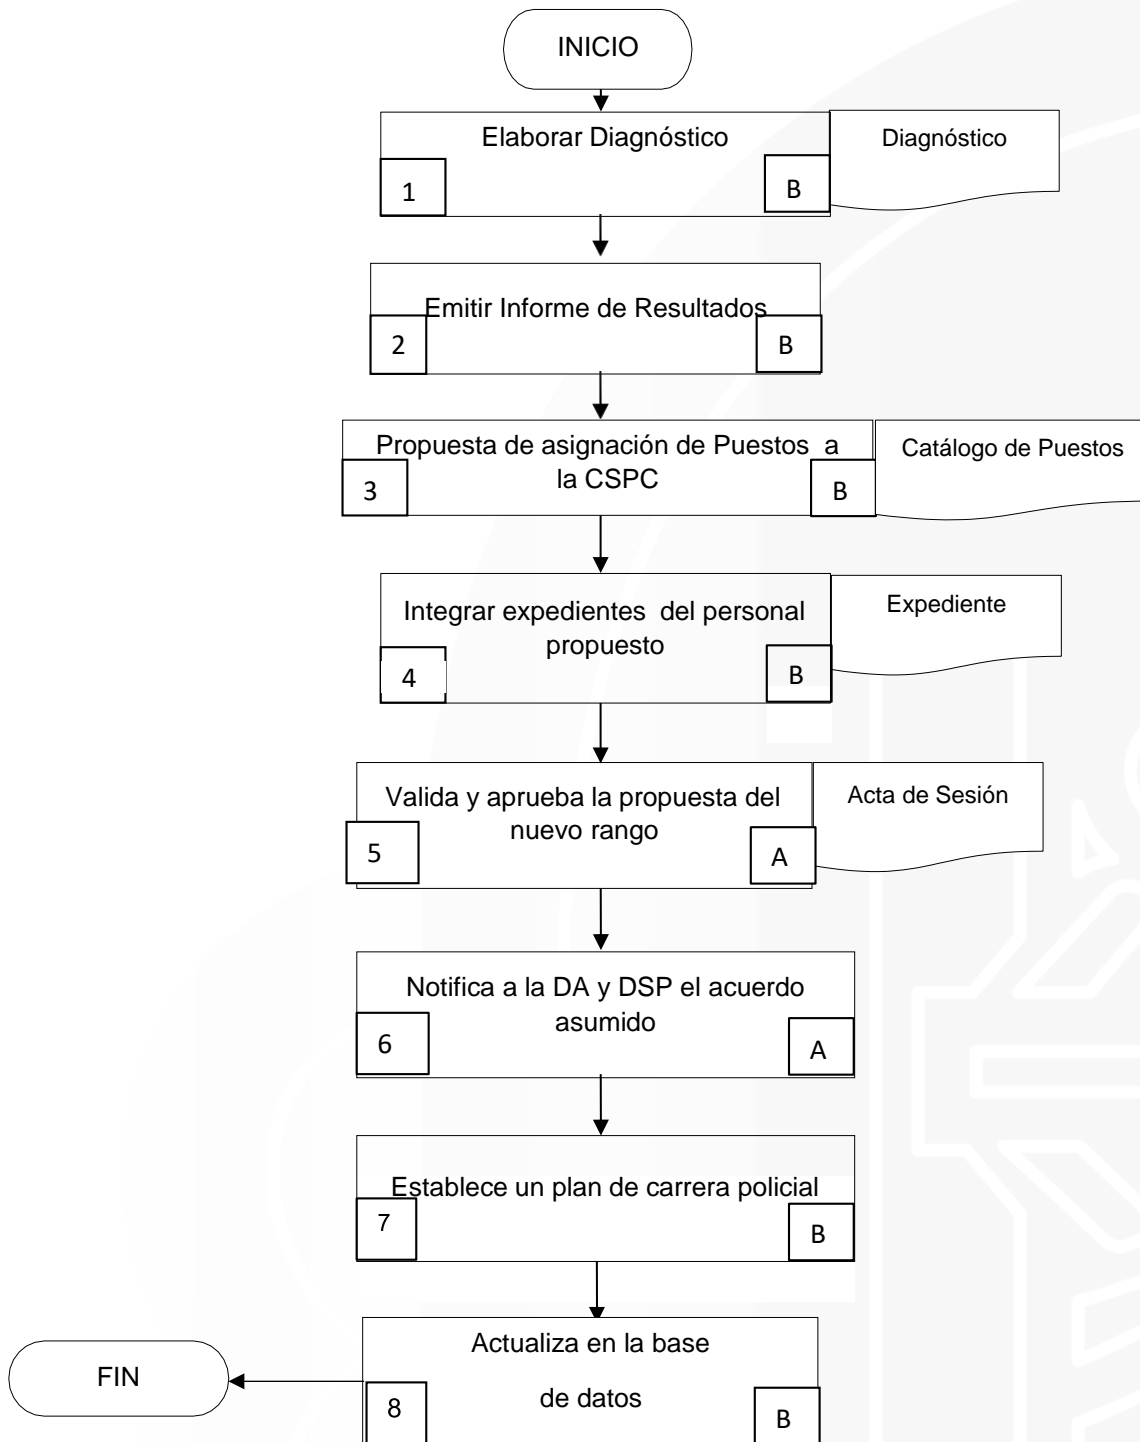 INICIO
Elaborar Diagnóstico
Diagnóstico
1
B
Emitir Informe de Resultados
2
B
Propuesta de asignación de Puestos a
la CSPC
Catálogo de Puestos
3
B
Integrar expedientes del personal
propuesto
Expediente
4
B
Valida y aprueba la propuesta del
nuevo rango
Acta de Sesión
5
A
Notifica a la DA y DSP el acuerdo
asumido
6
A
Establece un plan de carrera policial
7
B
Actualiza en la base
de datos
8
B
FIN